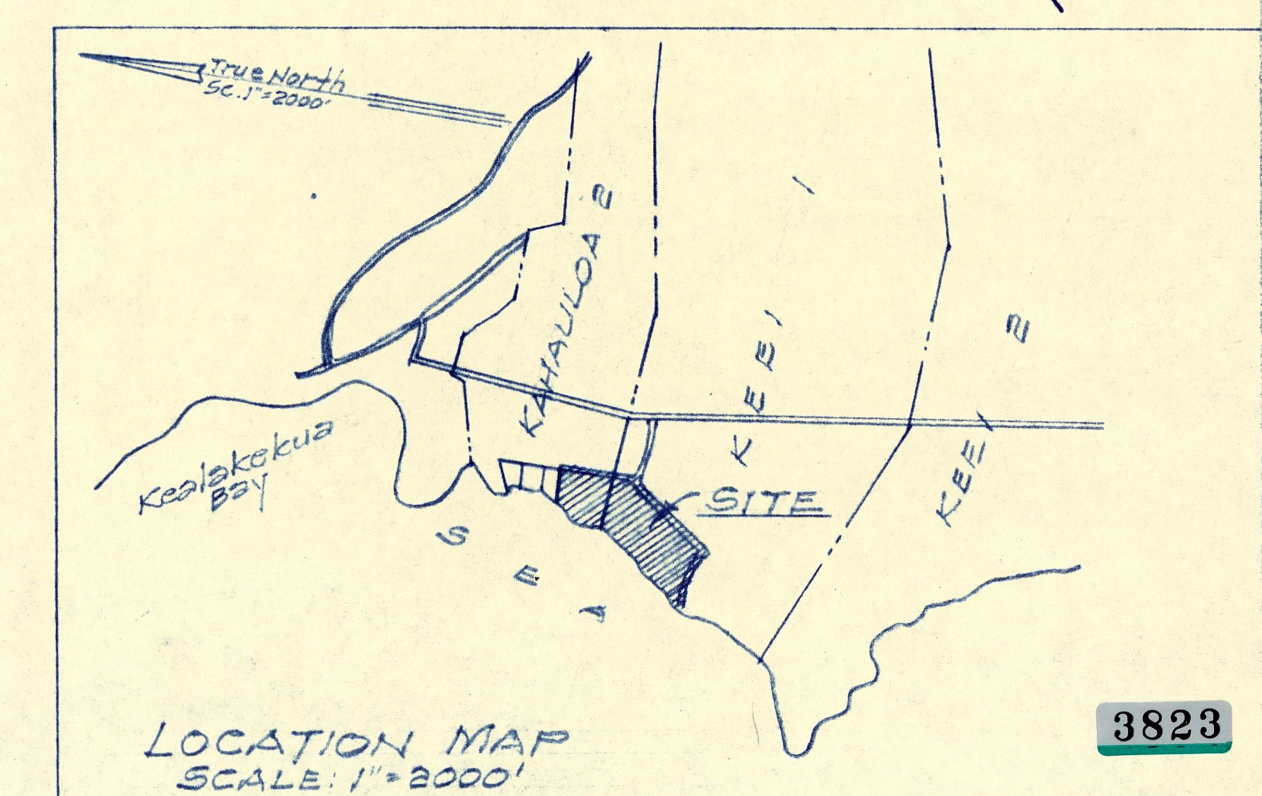 True North
Sc. 1"=2000'
KAHAULOA 2
KEEI 1
KEEI 2
Kealakekua
Bay
SITE
SEA
LOCATION MAP
SCALE: 1"=2000'
3823